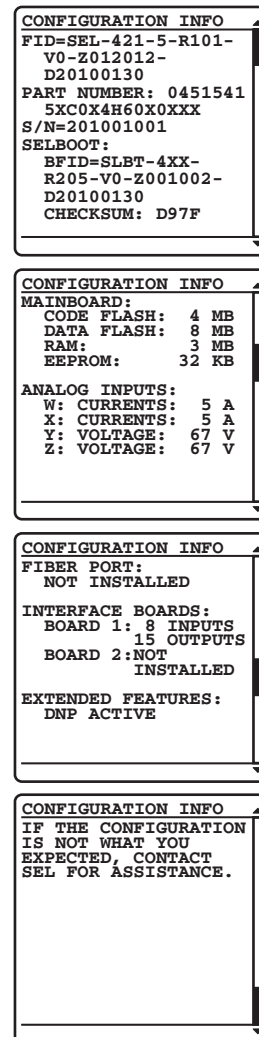 CONFIGURATION INFO
FID=SEL-421-5-R101-
V0-Z012012-
D20100130
PART NUMBER: 0451541
5XC0X4H60X0XXX
S/N=201001001
SELBOOT:
BFID=SLBT-4XX-
R205-V0-Z001002-
D20100130
CHECKSUM: D97F
CONFIGURATION INFO
MAINBOARD:
CODE FLASH: 4 MB
DATA FLASH: 8 MB
RAM: 3 MB
EEPROM: 32 KB
ANALOG INPUTS:
W: CURRENTS: 5 A
X: CURRENTS: 5 A
Y: VOLTAGE: 67 V
Z: VOLTAGE: 67 V
CONFIGURATION INFO
FIBER PORT:
NOT INSTALLED
INTERFACE BOARDS:
BOARD 1: 8 INPUTS
15 OUTPUTS
BOARD 2:NOT
INSTALLED
EXTENDED FEATURES:
DNP ACTIVE
CONFIGURATION INFO
IF THE CONFIGURATION
IS NOT WHAT YOU
EXPECTED, CONTACT
SEL FOR ASSISTANCE.